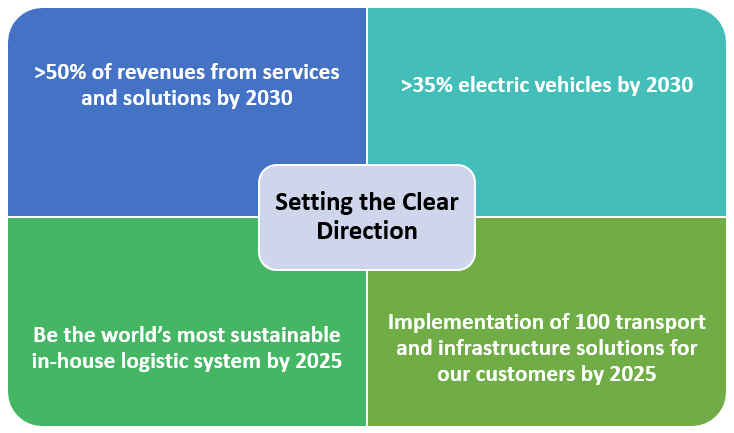 >50% of revenues from services
and solutions by 2030
>35% electric vehicles by 2030
Setting the Clear
Direction
Be the world’s most sustainable
in-house logistic system by 2025
Implementation of 100 transport
and infrastructure solutions for
our customers by 2025